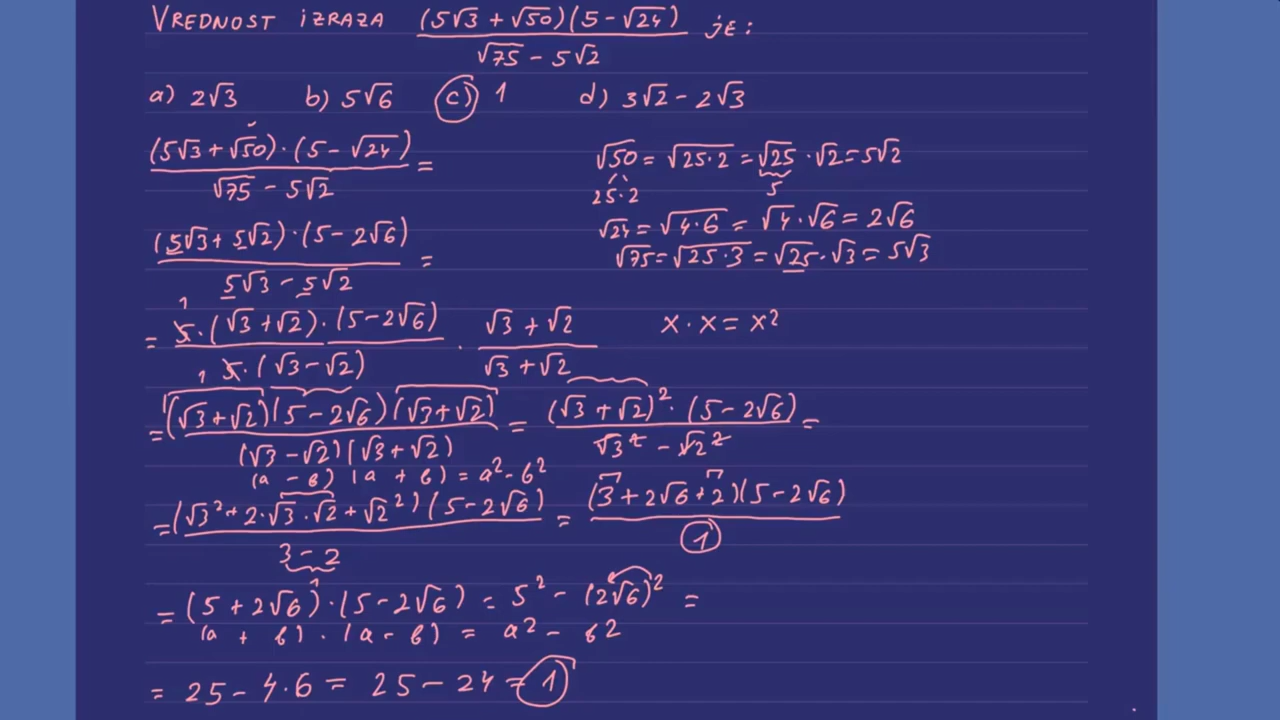 VREDNOST IZRAZA (5√3 + √50)(5 - √24) / √75 - 5√2 JE:
a) 2√3 b) 5√6 c) 1 d) 3√2 - 2√3
(5√3 + √50) · (5 - √24) / √75 - 5√2 =
√50 = √25·2 = √25 · √2 = 5√2
25·2 5
√24 = √4·6 = √4 · √6 = 2√6
√75 = √25·3 = √25 · √3 = 5√3
(5√3 + 5√2) · (5 - 2√6) / 5√3 - 5√2 =
= 1 5 · (√3 + √2) · (5 - 2√6) / 1 5 · (√3 - √2) · √3 + √2 / √3 + √2 x · x = x²
= (√3 + √2)(5 - 2√6)(√3 + √2) / (√3 - √2)(√3 + √2) = (√3 + √2)² · (5 - 2√6) / √3² - √2² =
(a - b) (a + b) = a² - b²
= (√3² + 2·√3·√2 + √2²)(5 - 2√6) / 3 - 2 = (3 + 2√6 + 2)(5 - 2√6) / 1
1
= (5 + 2√6) · (5 - 2√6) = 5² - (2√6)² =
(a + b) · (a - b) = a² - b²
= 25 - 4·6 = 25 - 24 = 1